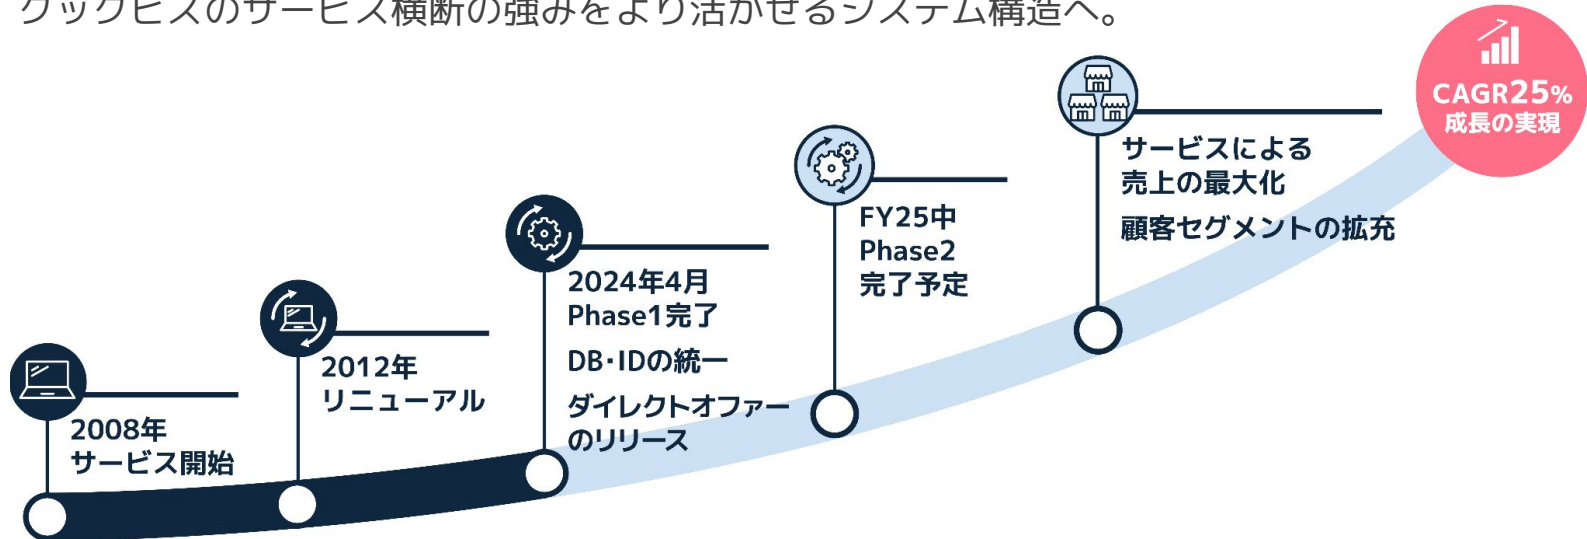 クックビズのサービス横断の強みをより活かせるシステム構造へ。
2008年
サービス開始
2012年
リニューアル
2024年4月
Phase1完了
DB・IDの統一
ダイレクトオファー
のリリース
FY25中
Phase2
完了予定
サービスによる
売上の最大化
顧客セグメントの拡充
CAGR25%
成長の実現